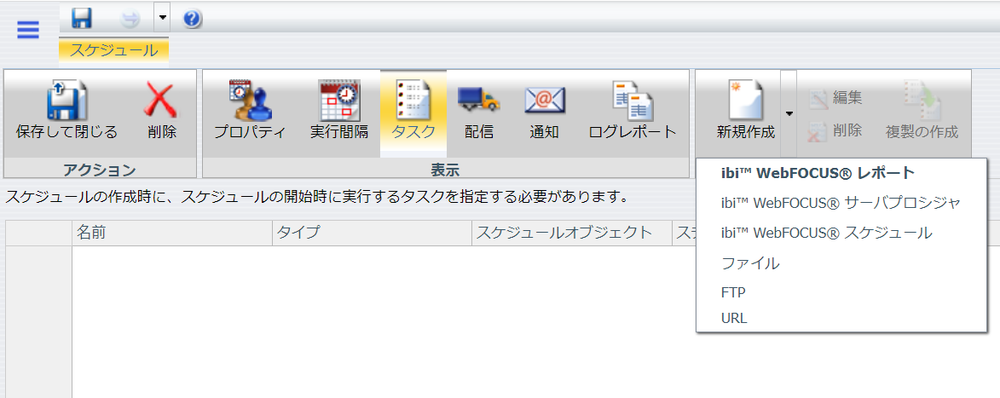 スケジュール
保存して閉じる
削除
アクション
プロパティ
実行間隔
タスク
配信
通知
ログレポート
表示
新規作成
編集
削除
複製の作成
ibi™ WebFOCUS® レポート
ibi™ WebFOCUS® サーバプロシジャ
ibi™ WebFOCUS® スケジュール
ファイル
FTP
URL
スケジュールの作成時に、スケジュールの開始時に実行するタスクを指定する必要があります。
名前
タイプ
スケジュールオブジェクト